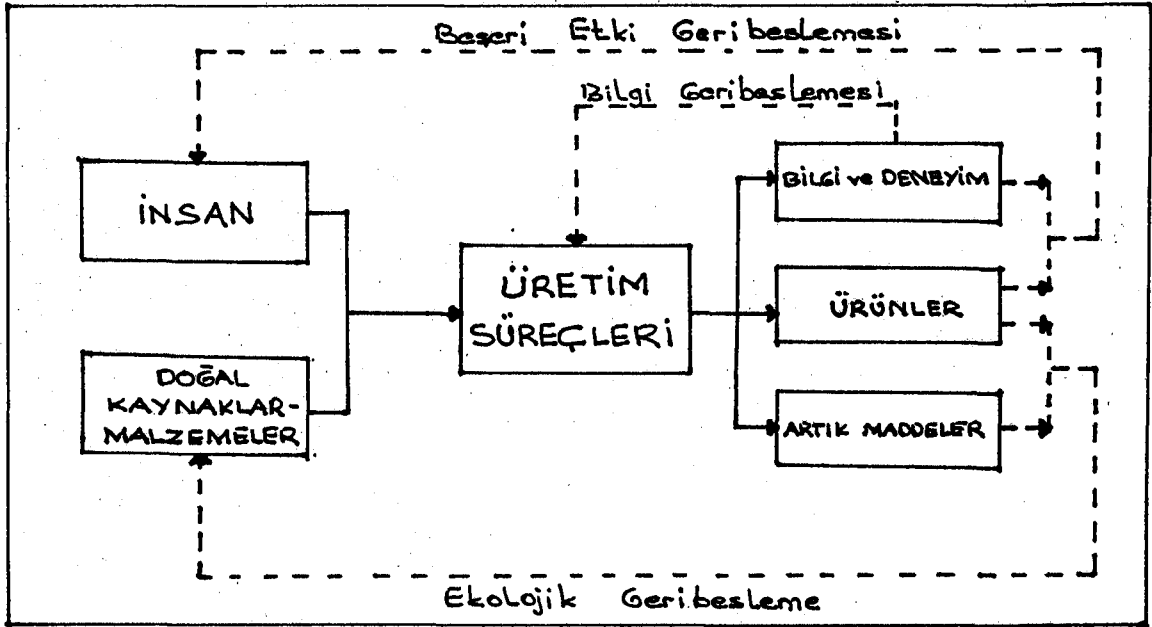 Beşeri Etki Geribeslemesi
Bilgi Geribeslemesi
İNSAN
BİLGİ ve DENEYİM
ÜRETİM
SÜREÇLERİ
ÜRÜNLER
DOĞAL
KAYNAKLAR-
MALZEMELER
ARTIK MADDELER
Ekolojik Geribesleme